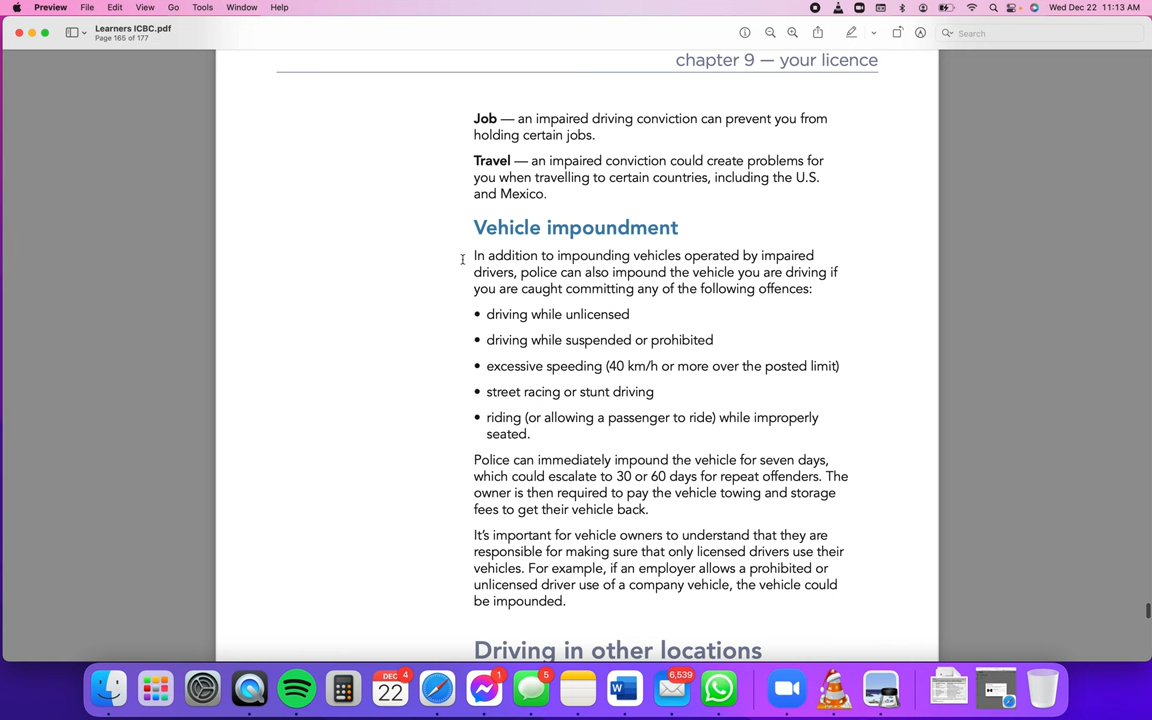 Preview File Edit View Go Tools Window Help Wed Dec 22 11:13 AM
Learners ICBC.pdf
Page 165 of 177
Search
chapter 9 — your licence
Job — an impaired driving conviction can prevent you from
holding certain jobs.
Travel — an impaired conviction could create problems for
you when travelling to certain countries, including the U.S.
and Mexico.
Vehicle impoundment
In addition to impounding vehicles operated by impaired
drivers, police can also impound the vehicle you are driving if
you are caught committing any of the following offences:
• driving while unlicensed
• driving while suspended or prohibited
• excessive speeding (40 km/h or more over the posted limit)
• street racing or stunt driving
• riding (or allowing a passenger to ride) while improperly
seated.
Police can immediately impound the vehicle for seven days,
which could escalate to 30 or 60 days for repeat offenders. The
owner is then required to pay the vehicle towing and storage
fees to get their vehicle back.
It's important for vehicle owners to understand that they are
responsible for making sure that only licensed drivers use their
vehicles. For example, if an employer allows a prohibited or
unlicensed driver use of a company vehicle, the vehicle could
be impounded.
Driving in other locations
DEC 4 1 5 6,539
22